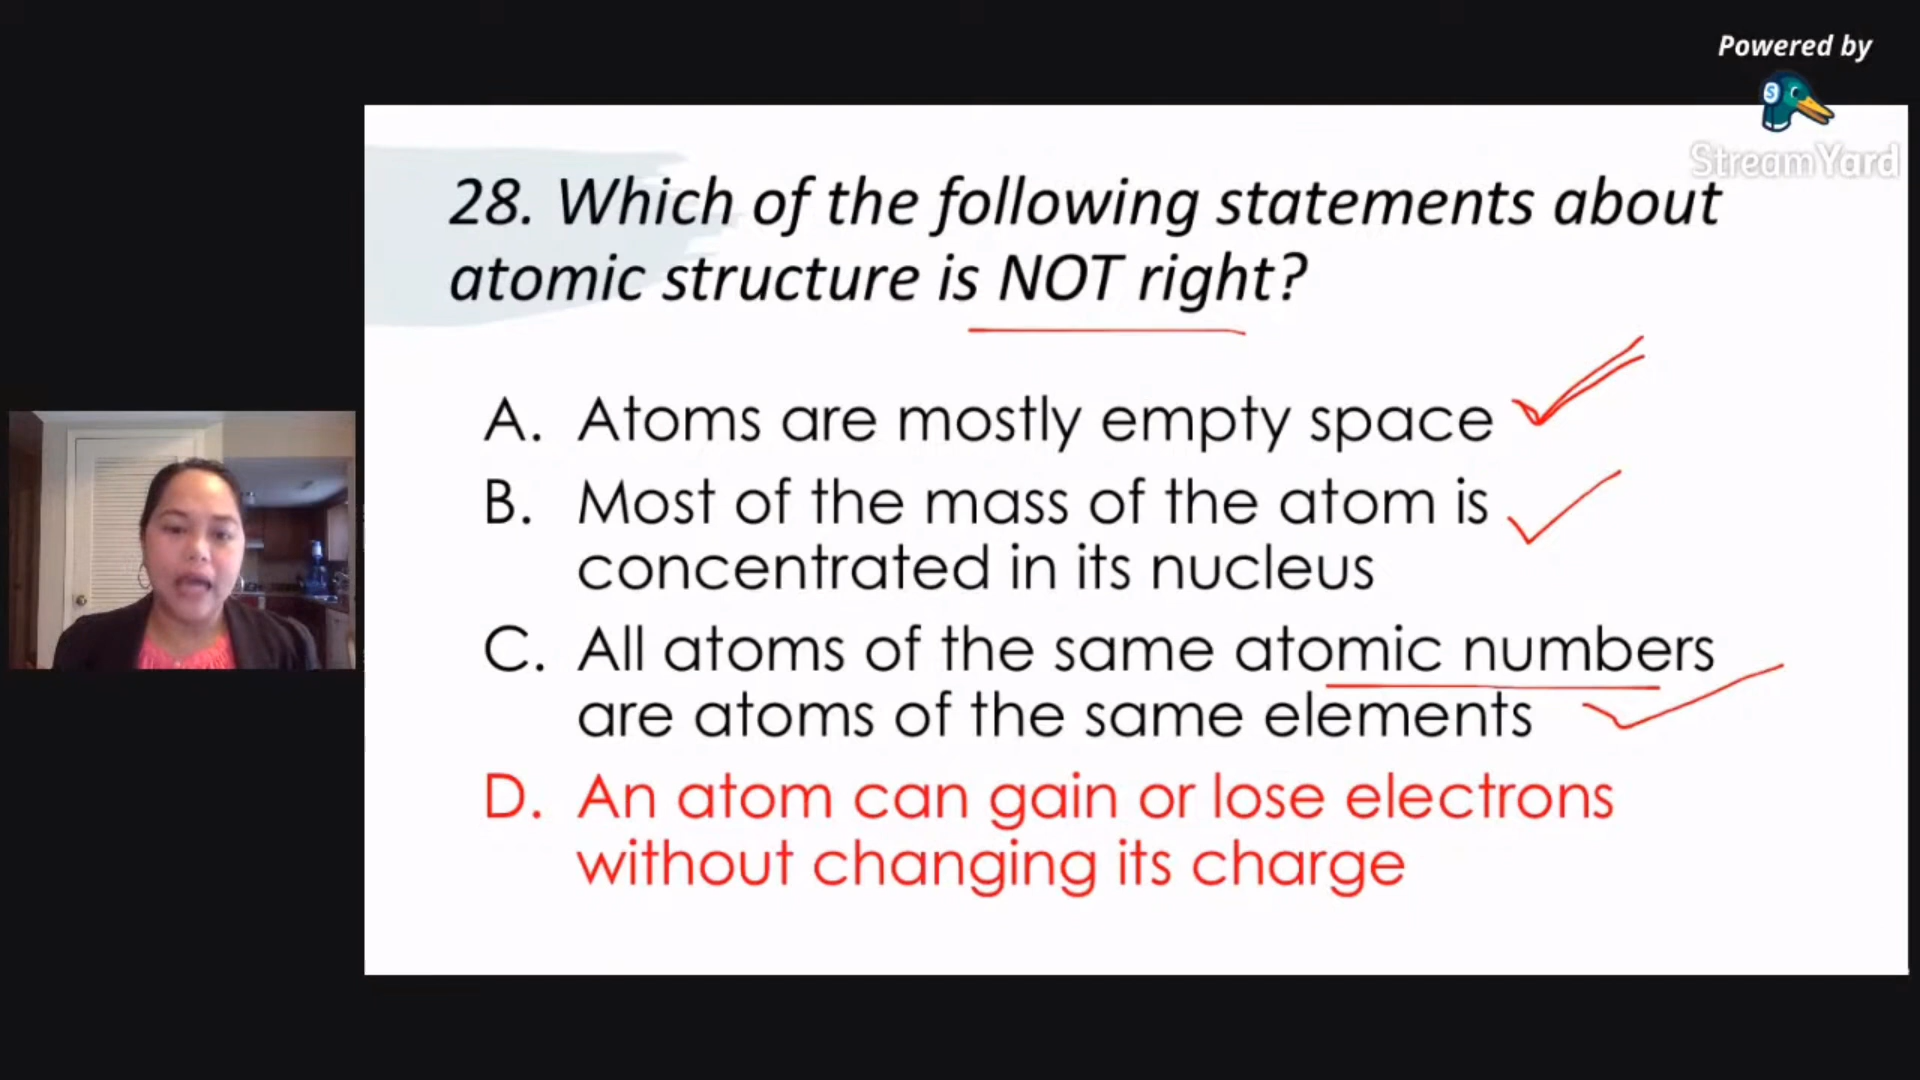 Powered by
StreamYard
28. Which of the following statements about
atomic structure is NOT right?
A. Atoms are mostly empty space
B. Most of the mass of the atom is
concentrated in its nucleus
C. All atoms of the same atomic numbers
are atoms of the same elements
D. An atom can gain or lose electrons
without changing its charge